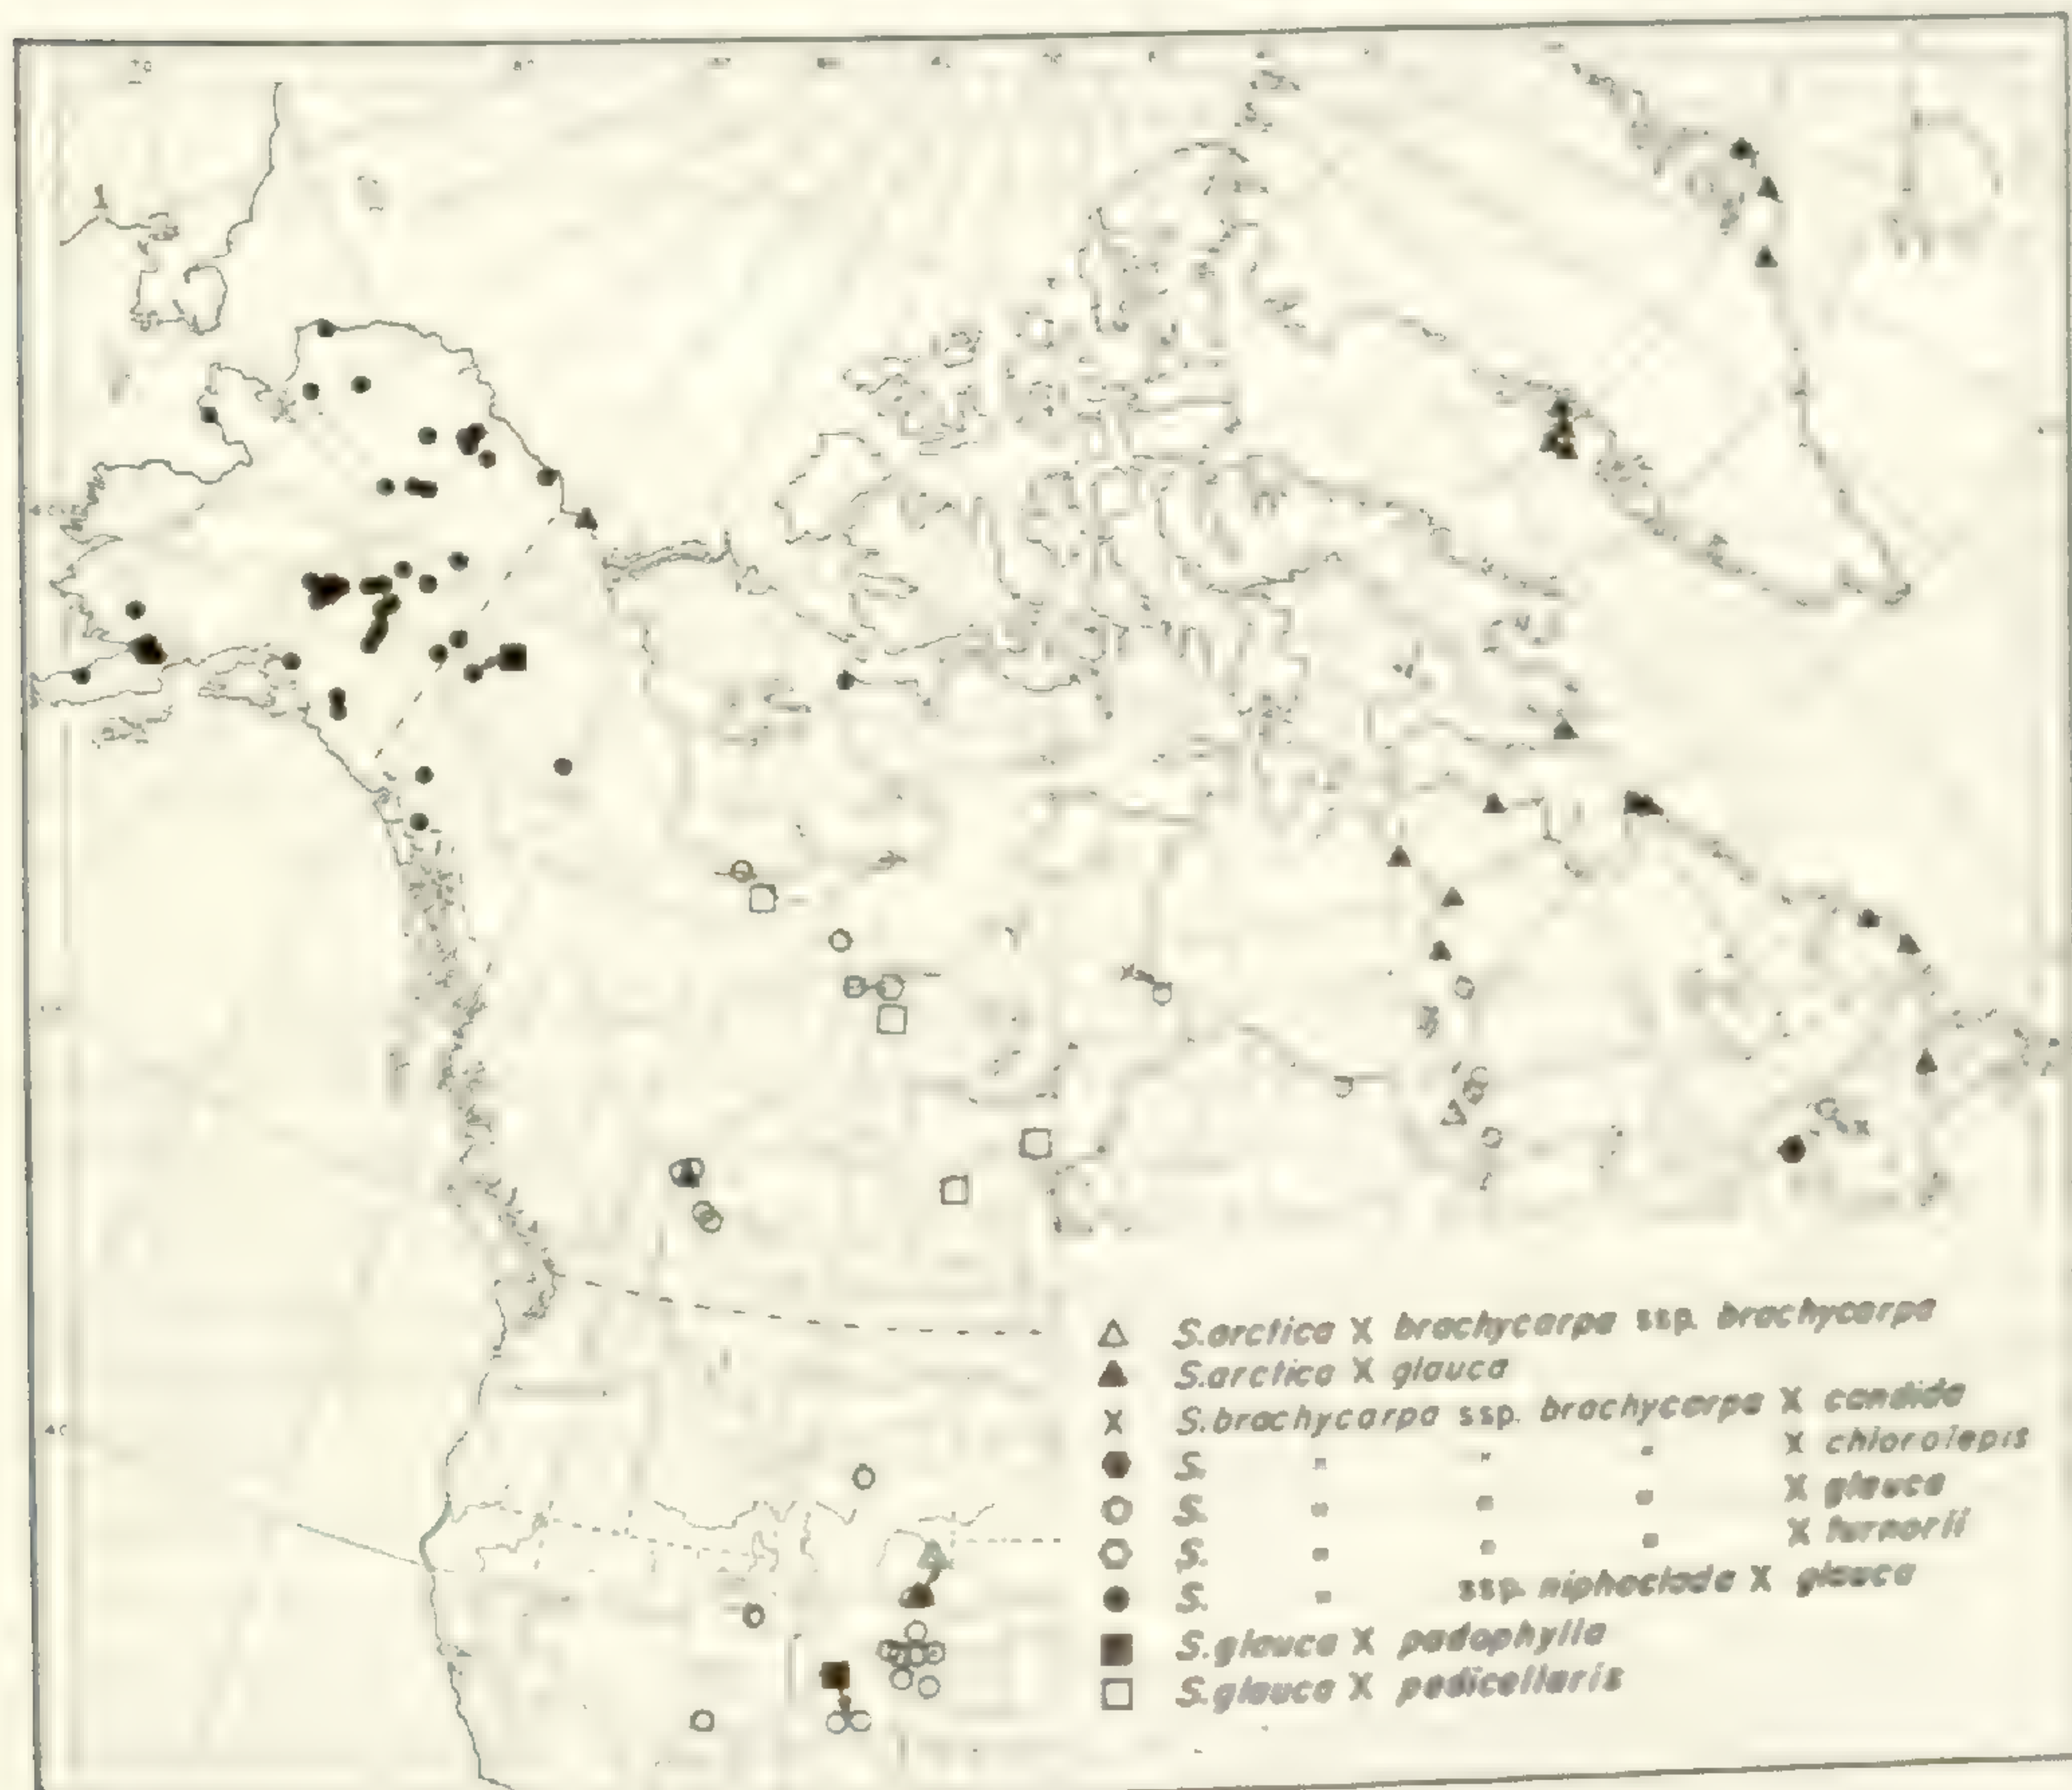 △ S.arctica X brachycarpa ssp. brachycarpa
▲ S.arctica X glauca
x S.brachycarpa ssp. brachycarpa X candida
S. " " " X chlorolepis
S. " " " X glauca
S. " " " X turnorii
S. " ssp. niphoclada X glauca
■ S.glauca X padophylla
□ S.glauca X pedicellaris